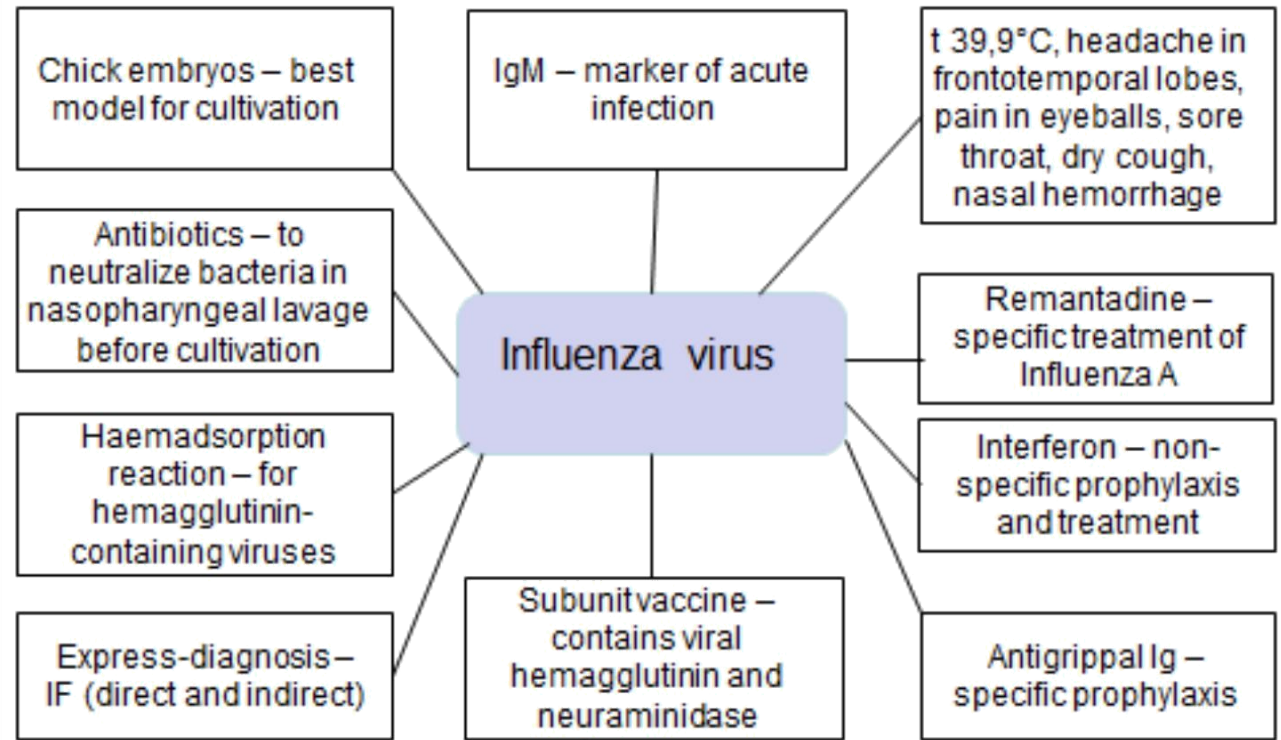 Chick embryos – best
model for cultivation
IgM – marker of acute
infection
t 39,9°C, headache in
frontotemporal lobes,
pain in eyeballs, sore
throat, dry cough,
nasal hemorrhage
Antibiotics – to
neutralize bacteria in
nasopharyngeal lavage
before cultivation
Influenza virus
Remantadine –
specific treatment of
Influenza A
Haemadsorption
reaction – for
hemagglutinin-
containing viruses
Interferon – non-
specific prophylaxis
and treatment
Express-diagnosis –
IF (direct and indirect)
Subunit vaccine –
contains viral
hemagglutinin and
neuraminidase
Antigrippal Ig –
specific prophylaxis